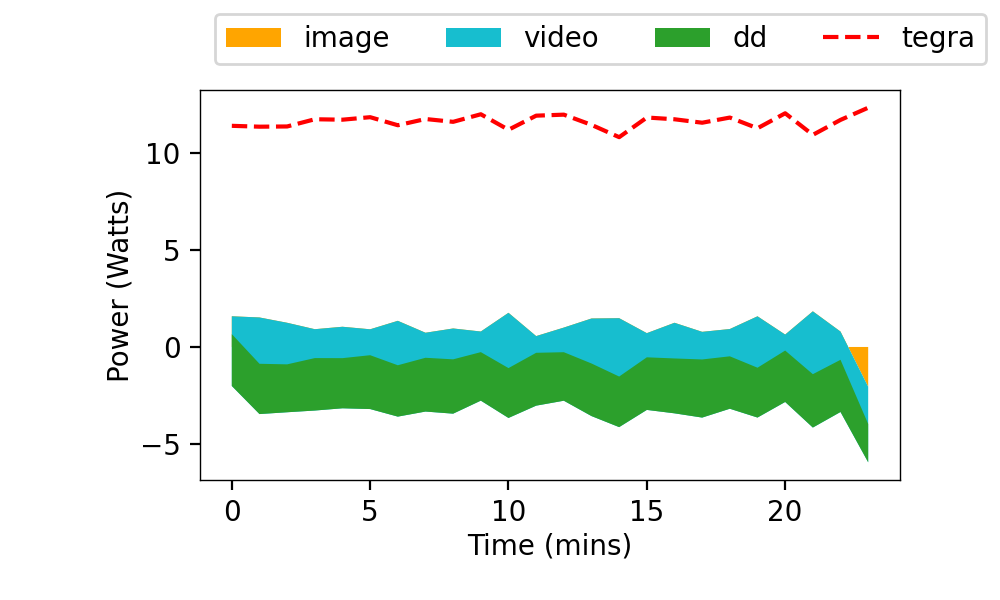 image video dd tegra
10
5
0
−5
Power (Watts)
0 5 10 15 20
Time (mins)